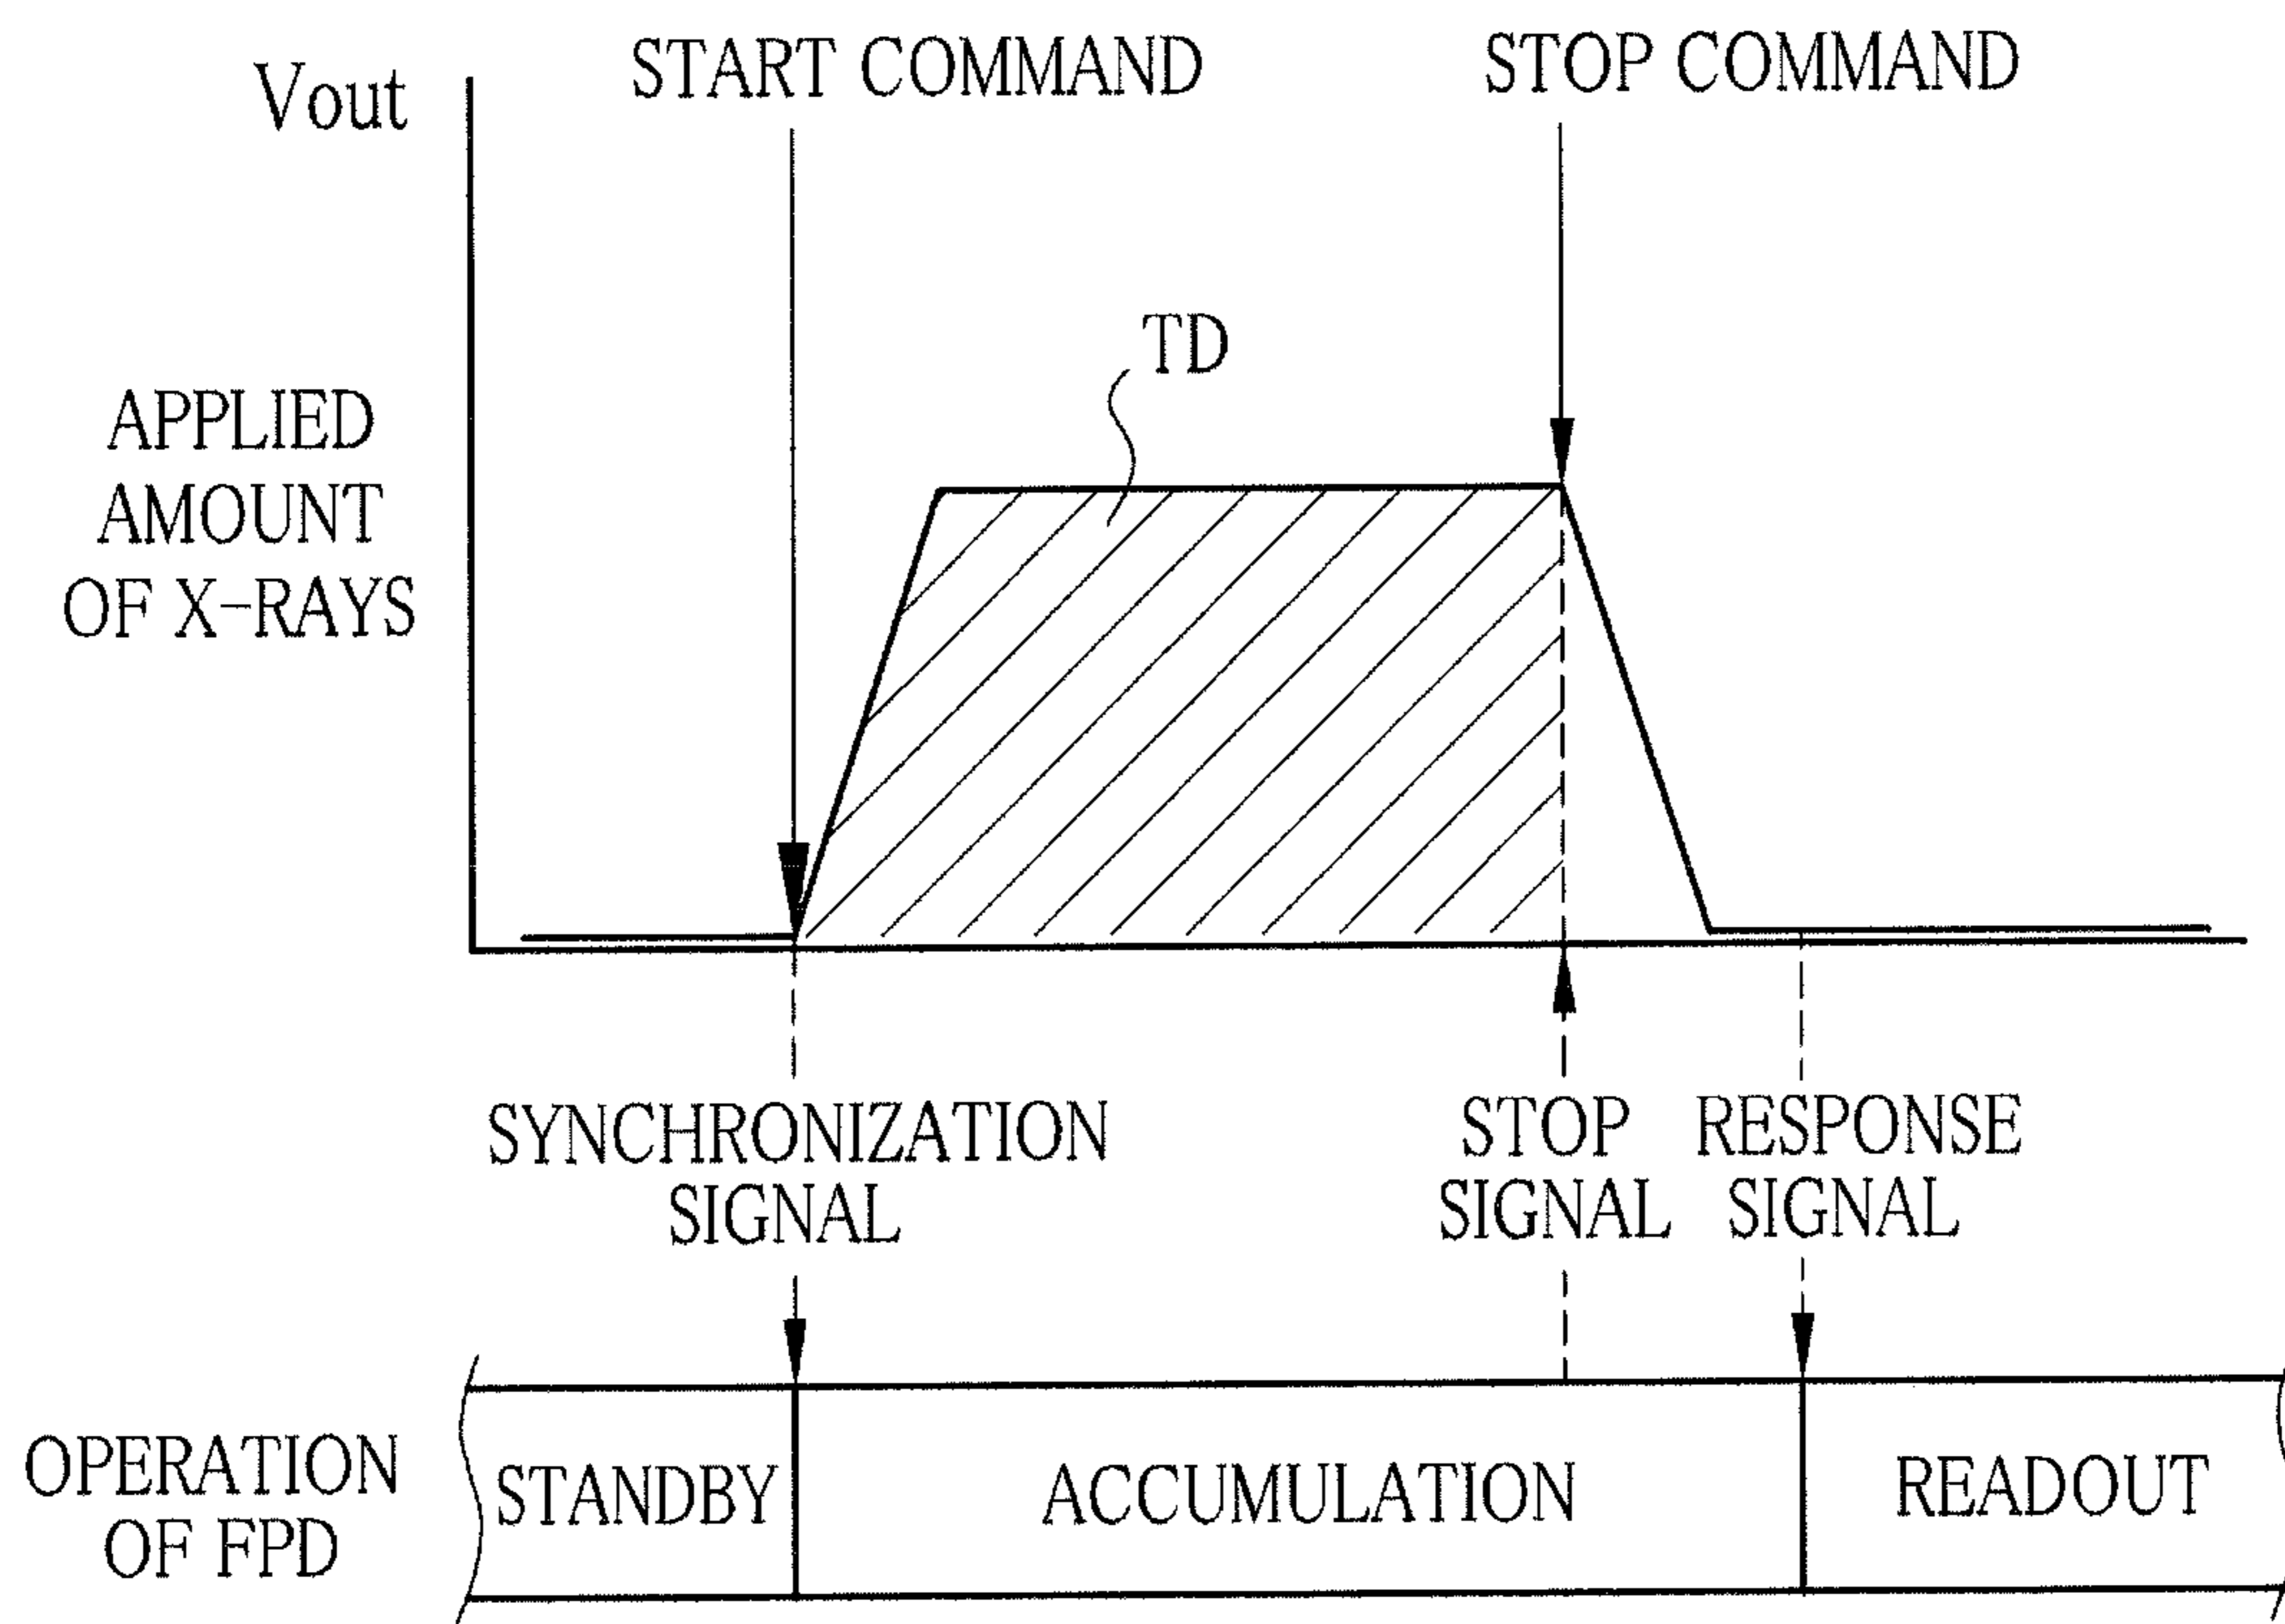 START COMMAND
STOP COMMAND
Vout
TD
APPLIED
AMOUNT
OF X-RAYS
SYNCHRONIZATION
SIGNAL
STOP
SIGNAL
RESPONSE
SIGNAL
OPERATION
OF FPD
STANDBY
ACCUMULATION
READOUT